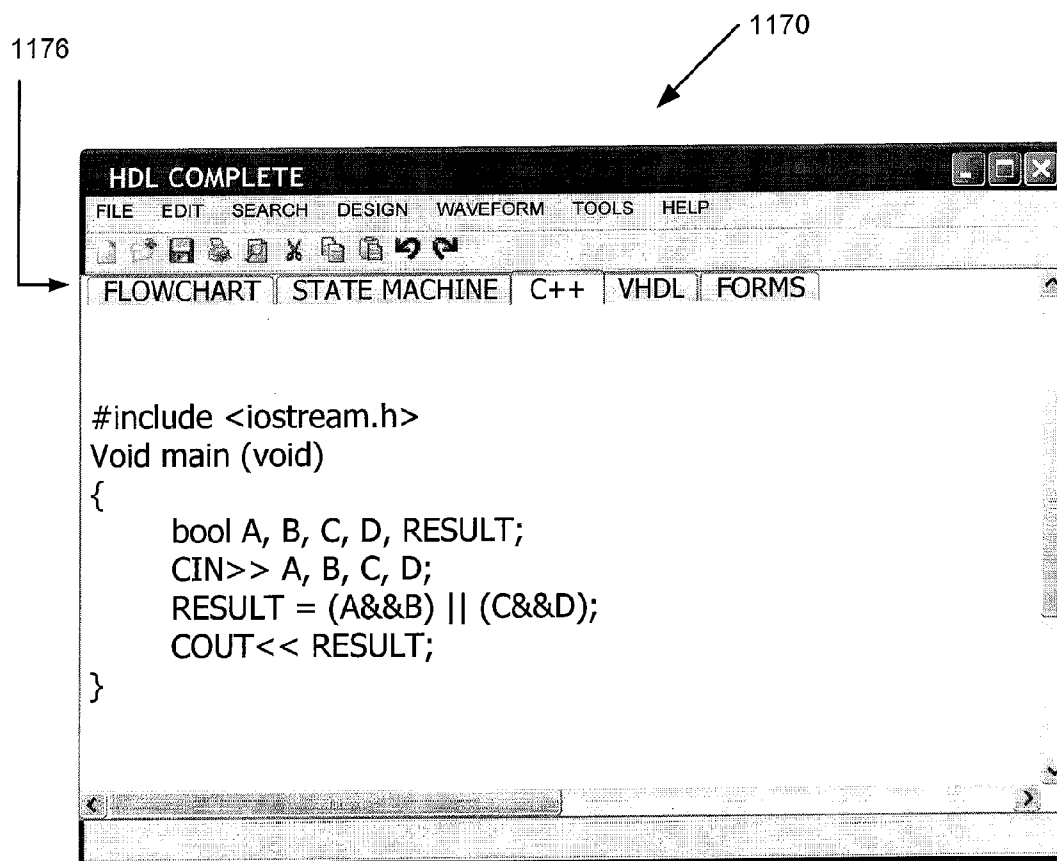 1170
1176
HDL COMPLETE
FILE EDIT SEARCH DESIGN WAVEFORM TOOLS HELP
FLOWCHART STATE MACHINE C++ VHDL FORMS
#include <iostream.h>
Void main (void)
{
bool A, B, C, D, RESULT;
CIN>> A, B, C, D;
RESULT = (A&&B) || (C&&D);
COUT<< RESULT;
}